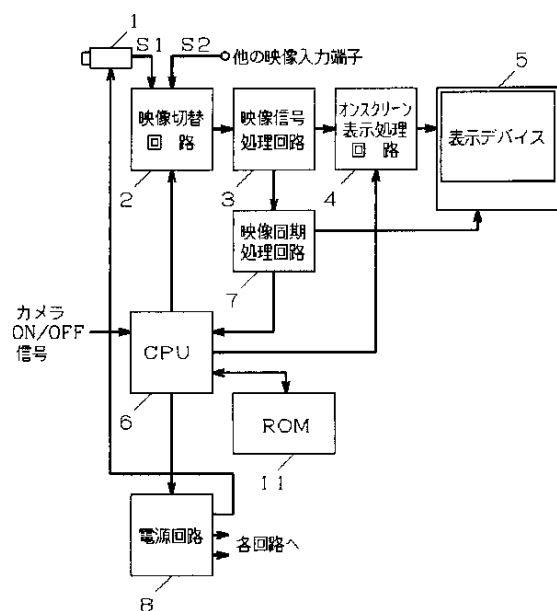 1
S1
S2
他の映像入力端子
5
映像切替
回 路
映像信号
処理回路
オンスクリーン
表示処理
回 路
表示デバイス
2
3
4
映像同期
処理回路
7
カメラ
ON/OFF
信号
CPU
6
ROM
11
電源回路
各回路へ
8